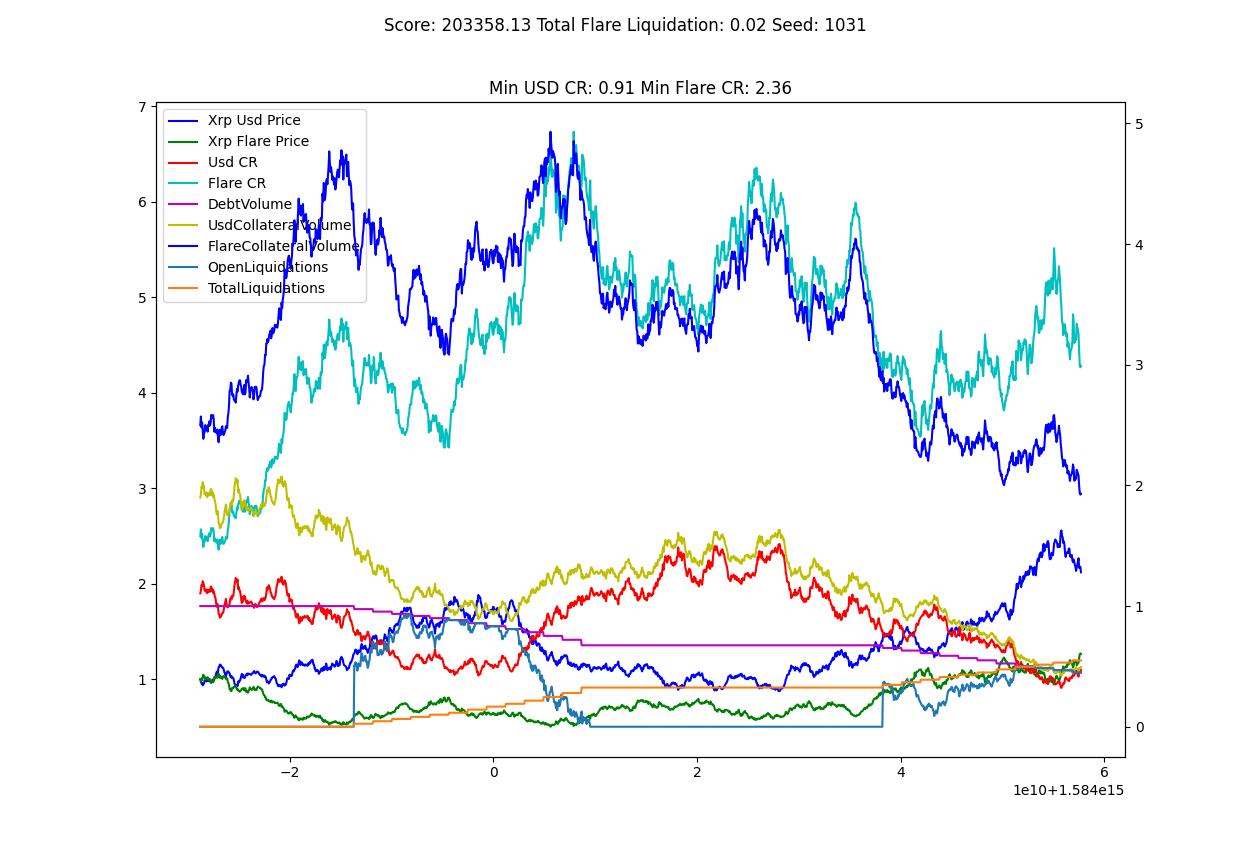 Score: 203358.13 Total Flare Liquidation: 0.02 Seed: 1031
Min USD CR: 0.91 Min Flare CR: 2.36
Xrp Usd Price
Xrp Flare Price
Usd CR
Flare CR
DebtVolume
UsdCollateralVolume
FlareCollateralVolume
OpenLiquidations
TotalLiquidations
7
6
5
4
3
2
1
5
4
3
2
1
0
−2
0
2
4
6
1e10+1.584e15